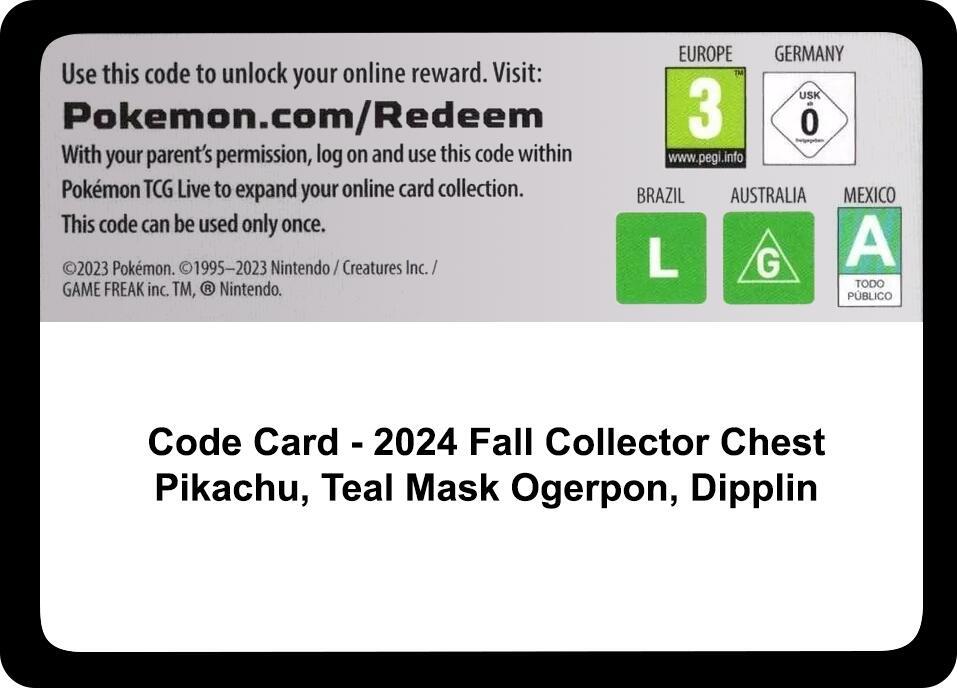 Use this code to unlock your online reward. Visit:
Pokemon.com/Redeem
With your parent's permission, log on and use this code within
Pokémon TCG Live to expand your online card collection.
This code can be used only once.
©2023 Pokémon. ©1995–2023 Nintendo / Creatures Inc. /
GAME FREAK inc. TM, ® Nintendo.
EUROPE
3
TM
www.pegi.info
GERMANY
USK
ab
0
freigegeben
BRAZIL
L
AUSTRALIA
G
MEXICO
A
TODO
PÚBLICO
Code Card - 2024 Fall Collector Chest
Pikachu, Teal Mask Ogerpon, Dipplin